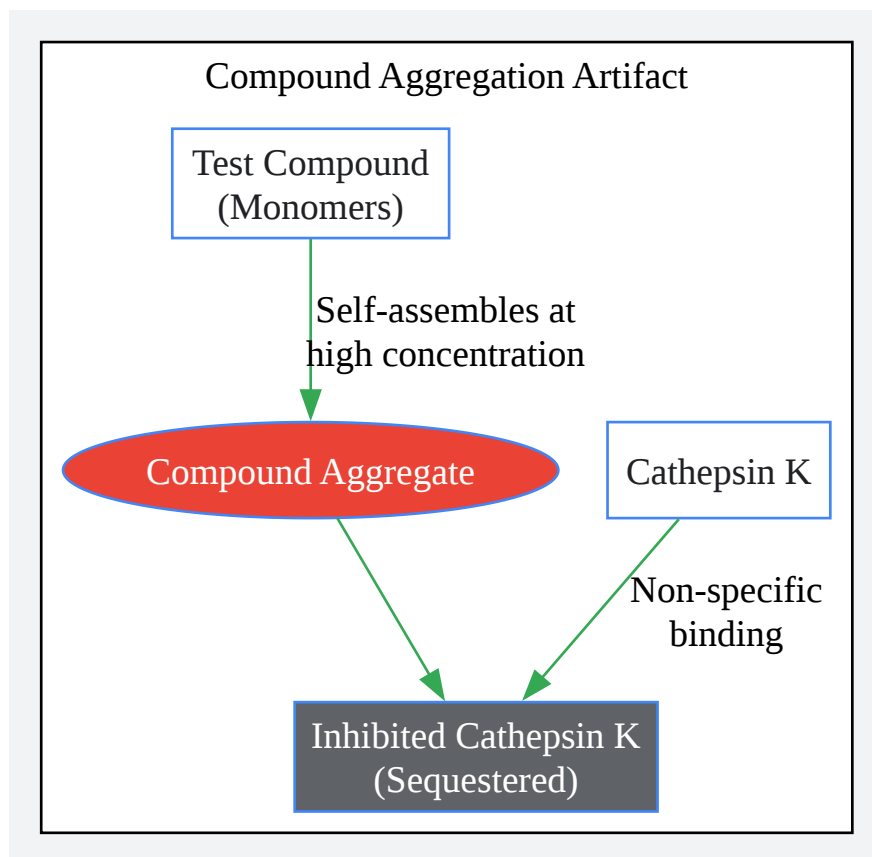 Compound Aggregation Artifact
Test Compound
(Monomers)
Self-assembles at
high concentration
Compound Aggregate
Cathepsin K
Non-specific
binding
Inhibited Cathepsin K
(Sequestered)